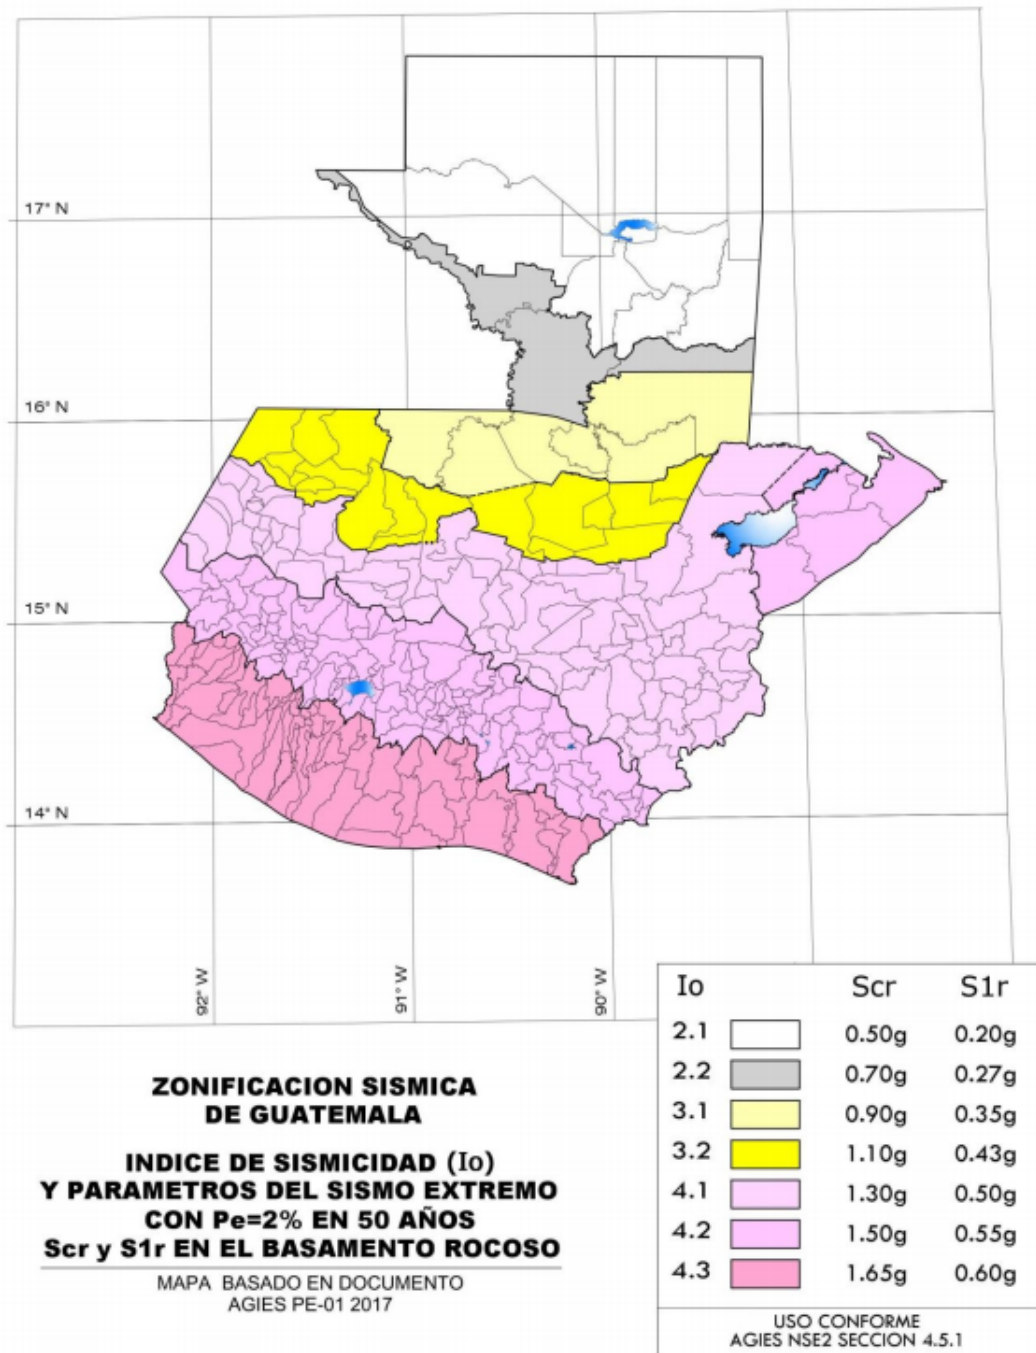 17° N
16° N
15° N
14° N
92° W
91° W
90° W
Io Scr S1r
2.1 0.50g 0.20g
2.2 0.70g 0.27g
3.1 0.90g 0.35g
3.2 1.10g 0.43g
4.1 1.30g 0.50g
4.2 1.50g 0.55g
4.3 1.65g 0.60g
USO CONFORME
AGIES NSE2 SECCION 4.5.1
ZONIFICACION SISMICA
DE GUATEMALA
INDICE DE SISMICIDAD (Io)
Y PARAMETROS DEL SISMO EXTREMO
CON Pe=2% EN 50 AÑOS
Scr y S1r EN EL BASAMENTO ROCOSO
MAPA BASADO EN DOCUMENTO
AGIES PE-01 2017